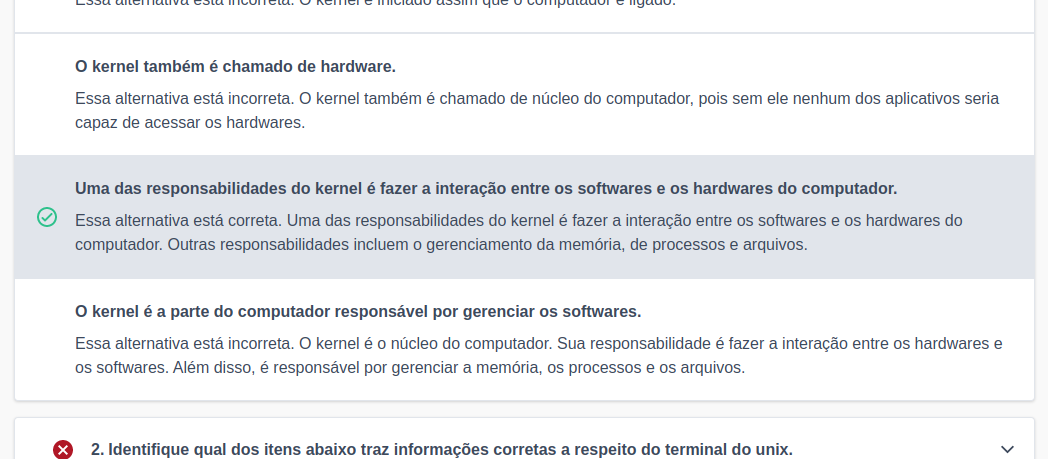 Essa alternativa está incorreta. O kernel é iniciado assim que o computador é ligado.
O kernel também é chamado de hardware.
Essa alternativa está incorreta. O kernel também é chamado de núcleo do computador, pois sem ele nenhum dos aplicativos seria
capaz de acessar os hardwares.
Uma das responsabilidades do kernel é fazer a interação entre os softwares e os hardwares do computador.
Essa alternativa está correta. Uma das responsabilidades do kernel é fazer a interação entre os softwares e os hardwares do
computador. Outras responsabilidades incluem o gerenciamento da memória, de processos e arquivos.
O kernel é a parte do computador responsável por gerenciar os softwares.
Essa alternativa está incorreta. O kernel é o núcleo do computador. Sua responsabilidade é fazer a interação entre os hardwares e
os softwares. Além disso, é responsável por gerenciar a memória, os processos e os arquivos.
2. Identifique qual dos itens abaixo traz informações corretas a respeito do terminal do unix.